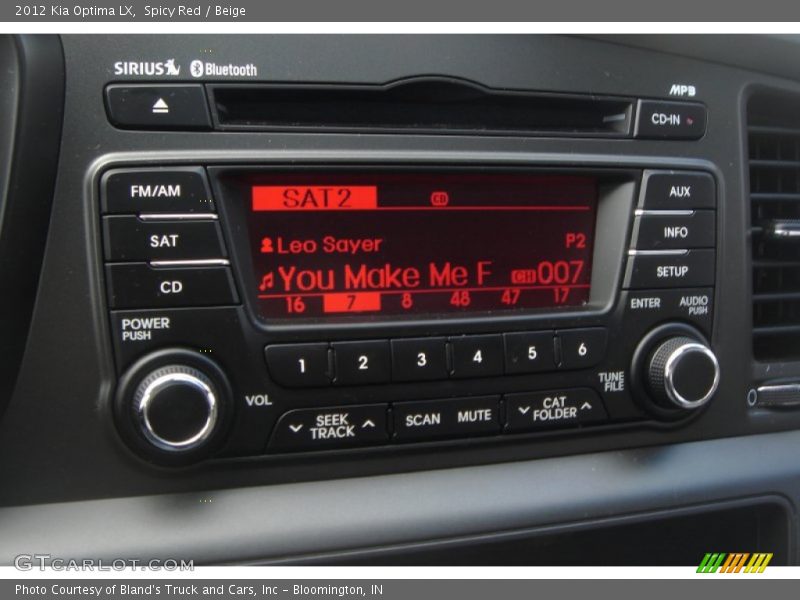 2012 Kia Optima LX, Spicy Red / Beige
SIRIUS Bluetooth
MP3
CD-IN
FM/AM
SAT
CD
SAT2 CD
Leo Sayer P2
You Make Me F CH007
16 7 8 48 47 17
AUX
INFO
SETUP
POWER
PUSH
ENTER AUDIO
PUSH
1 2 3 4 5 6
VOL
SEEK
TRACK
SCAN MUTE
CAT
FOLDER
TUNE
FILE
0
GTCARLOT.COM
Photo Courtesy of Bland's Truck and Cars, Inc - Bloomington, IN